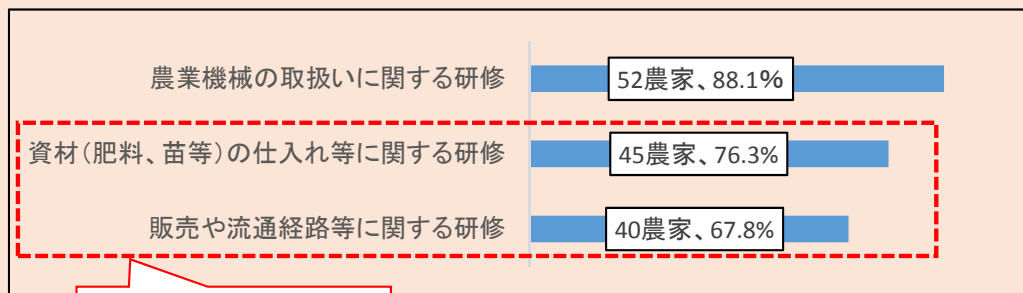 農業機械の取扱いに関する研修 52農家、88.1%
資材(肥料、苗等)の仕入れ等に関する研修 45農家、76.3%
販売や流通経路等に関する研修 40農家、67.8%